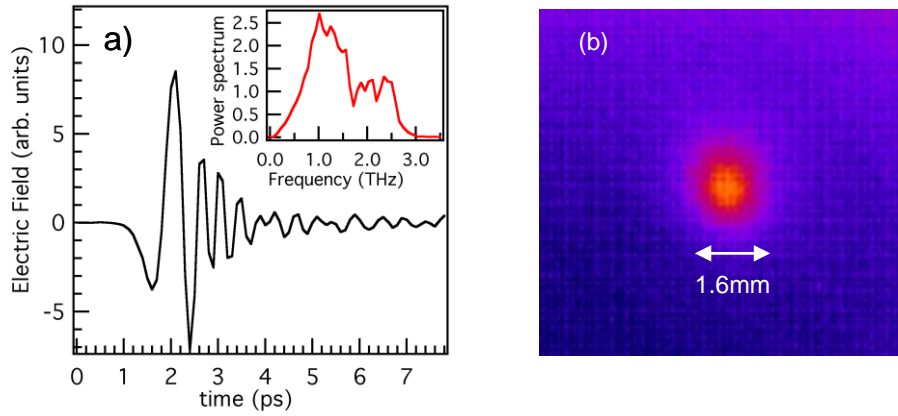 a)
Electric Field (arb. units)
10
5
0
-5
0 1 2 3 4 5 6 7
time (ps)
Power spectrum
2.5
2.0
1.5
1.0
0.5
0.0
0.0 1.0 2.0 3.0
Frequency (THz)
(b)
1.6mm